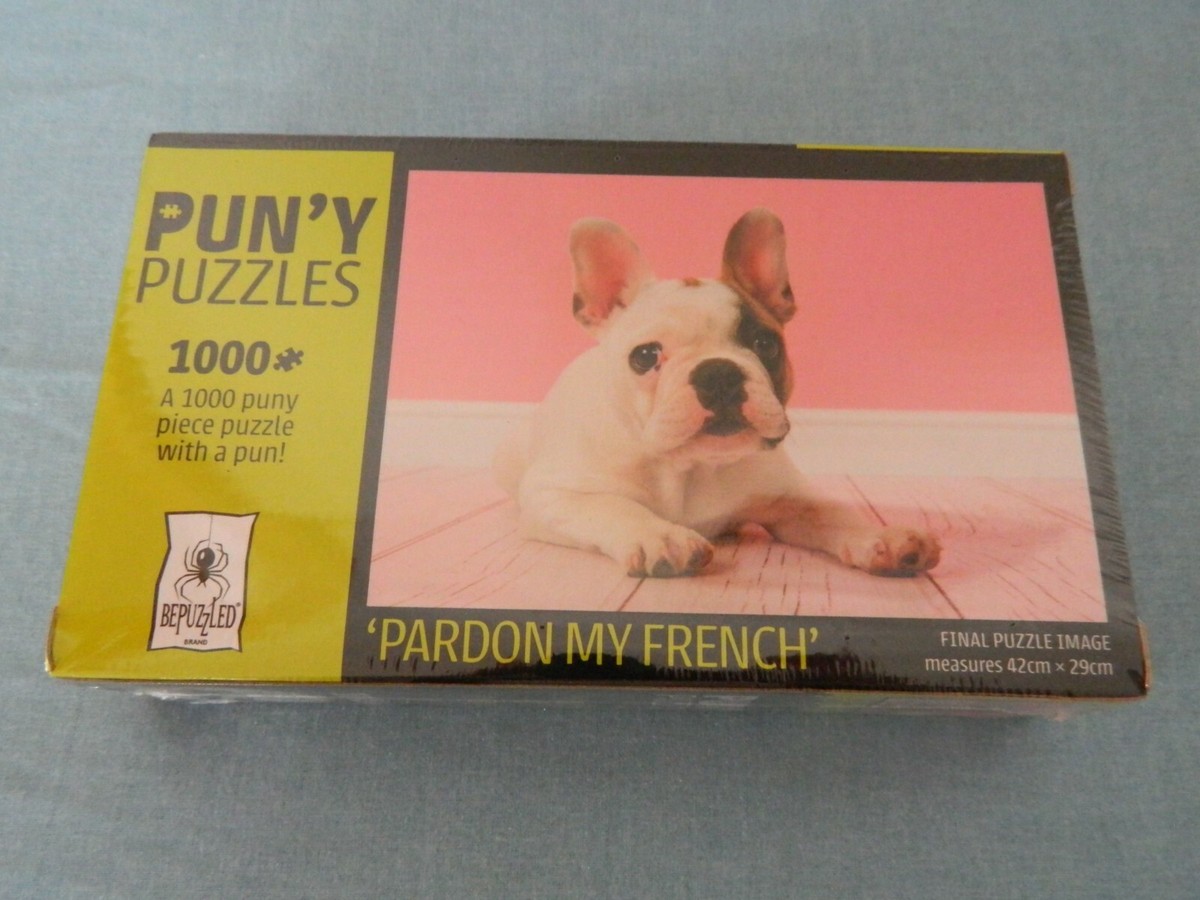 PUN'Y
PUZZLES
1000
A 1000 puny
piece puzzle
with a pun!
BEPUZZLED®
BRAND
'PARDON MY FRENCH'
FINAL PUZZLE IMAGE
measures 42cm × 29cm